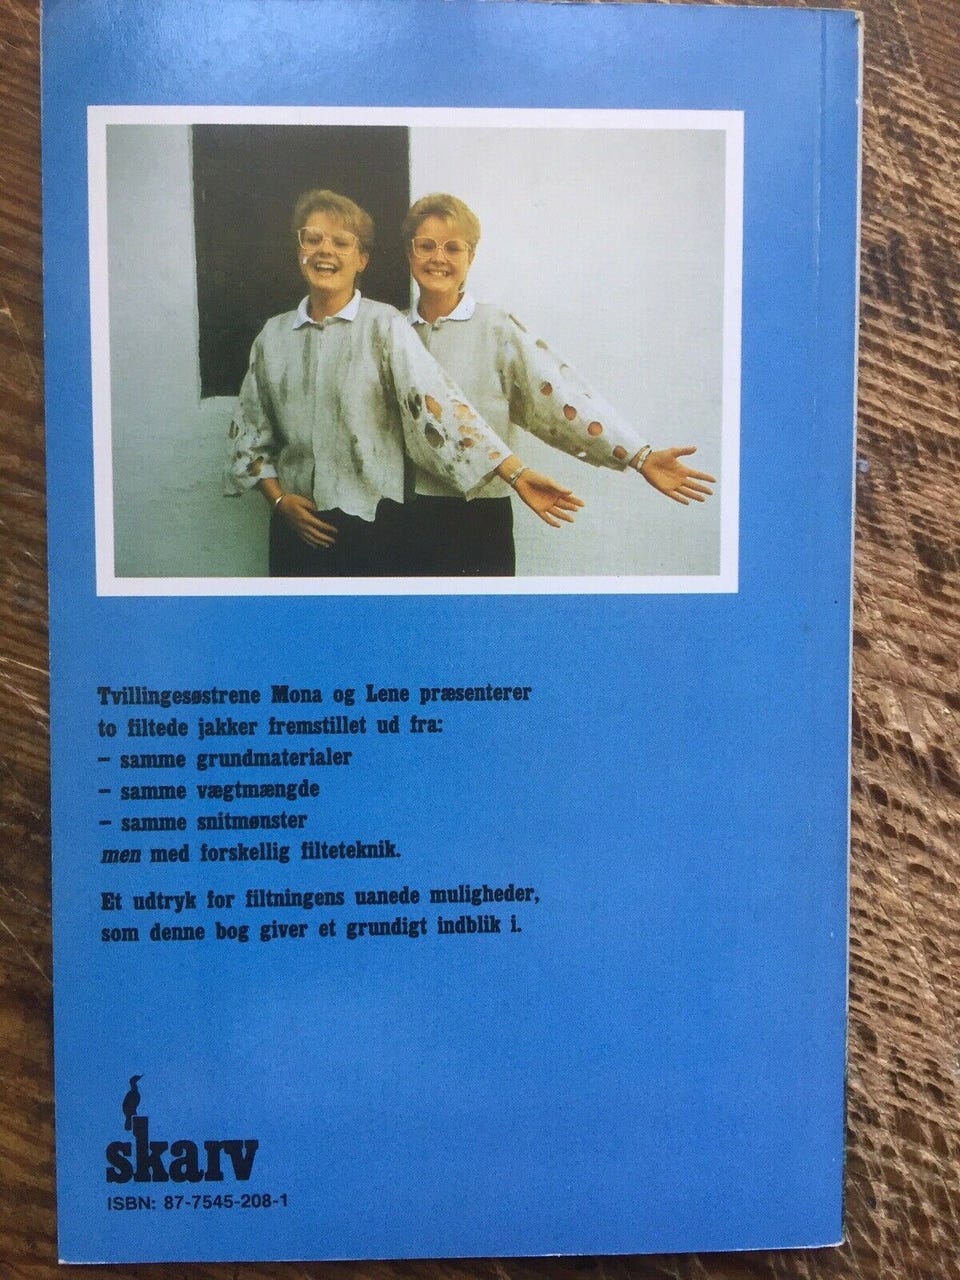 Tvillingesøstrene Mona og Lene præsenterer
to filtede jakker fremstillet ud fra:
– samme grundmaterialer
– samme vægtmængde
– samme snitmønster
men med forskellig filteteknik.
Et udtryk for filtningens uanede muligheder,
som denne bog giver et grundigt indblik i.
skarv
ISBN: 87-7545-208-1